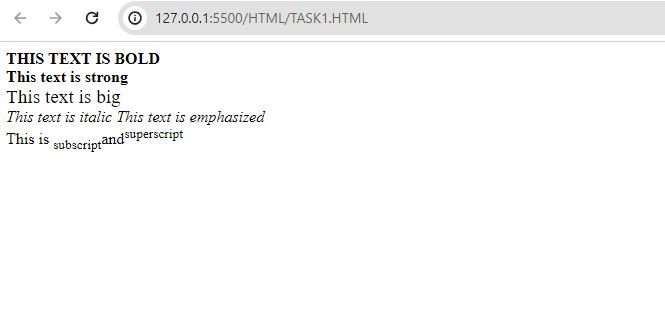 127.0.0.1:5500/HTML/TASK1.HTML
THIS TEXT IS BOLD
This text is strong
This text is big
This text is italic This text is emphasized
This is subscriptandsuperscript